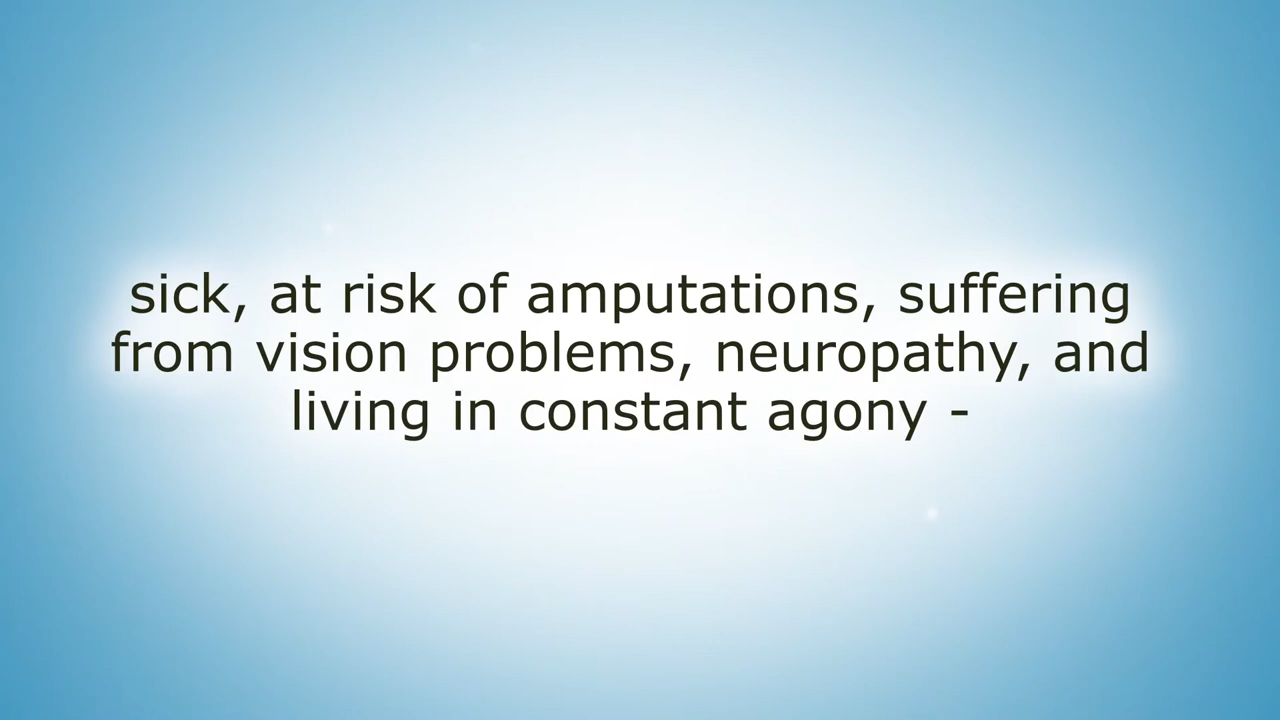 sick, at risk of amputations, suffering
from vision problems, neuropathy, and
living in constant agony -